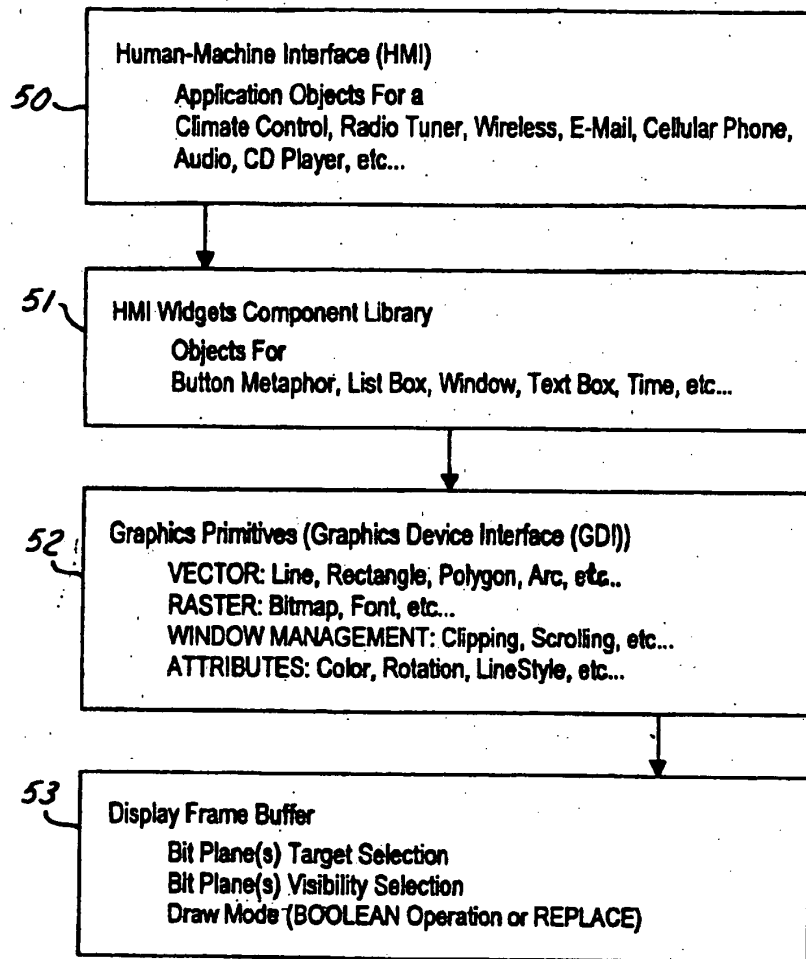 Human-Machine Interface (HMI)
50
Application Objects For a
Climate Control, Radio Tuner, Wireless, E-Mail, Cellular Phone,
Audio, CD Player, etc...
51
HMI Widgets Component Library
Objects For
Button Metaphor, List Box, Window, Text Box, Time, etc...
52
Graphics Primitives (Graphics Device Interface (GDI))
VECTOR: Line, Rectangle, Polygon, Arc, etc..
RASTER: Bitmap, Font, etc...
WINDOW MANAGEMENT: Clipping, Scrolling, etc...
ATTRIBUTES: Color, Rotation, LineStyle, etc...
53
Display Frame Buffer
Bit Plane(s) Target Selection
Bit Plane(s) Visibility Selection
Draw Mode (BOOLEAN Operation or REPLACE)